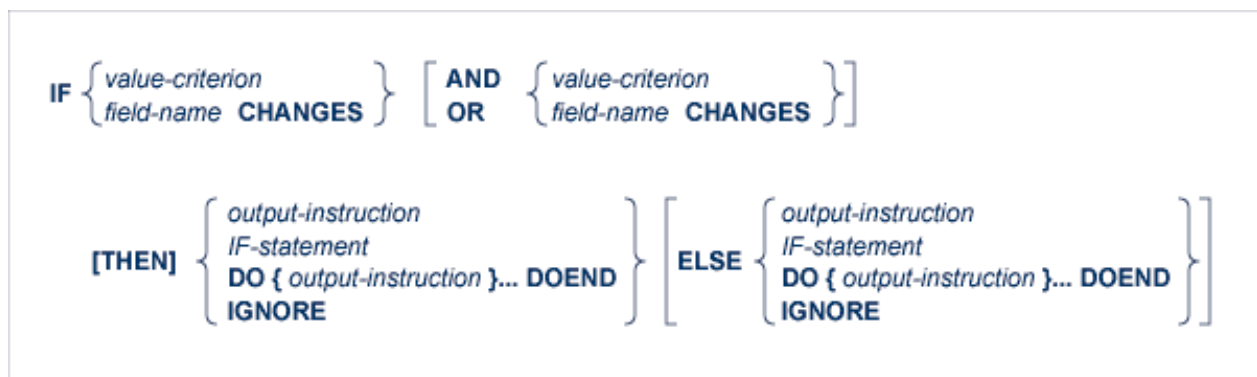 value-criterion AND value-criterion
IF field-name CHANGES OR field-name CHANGES
output-instruction output-instruction
IF-statement IF-statement
[THEN] ELSE
DO { output-instruction }... DOEND DO { output-instruction }... DOEND
IGNORE IGNORE